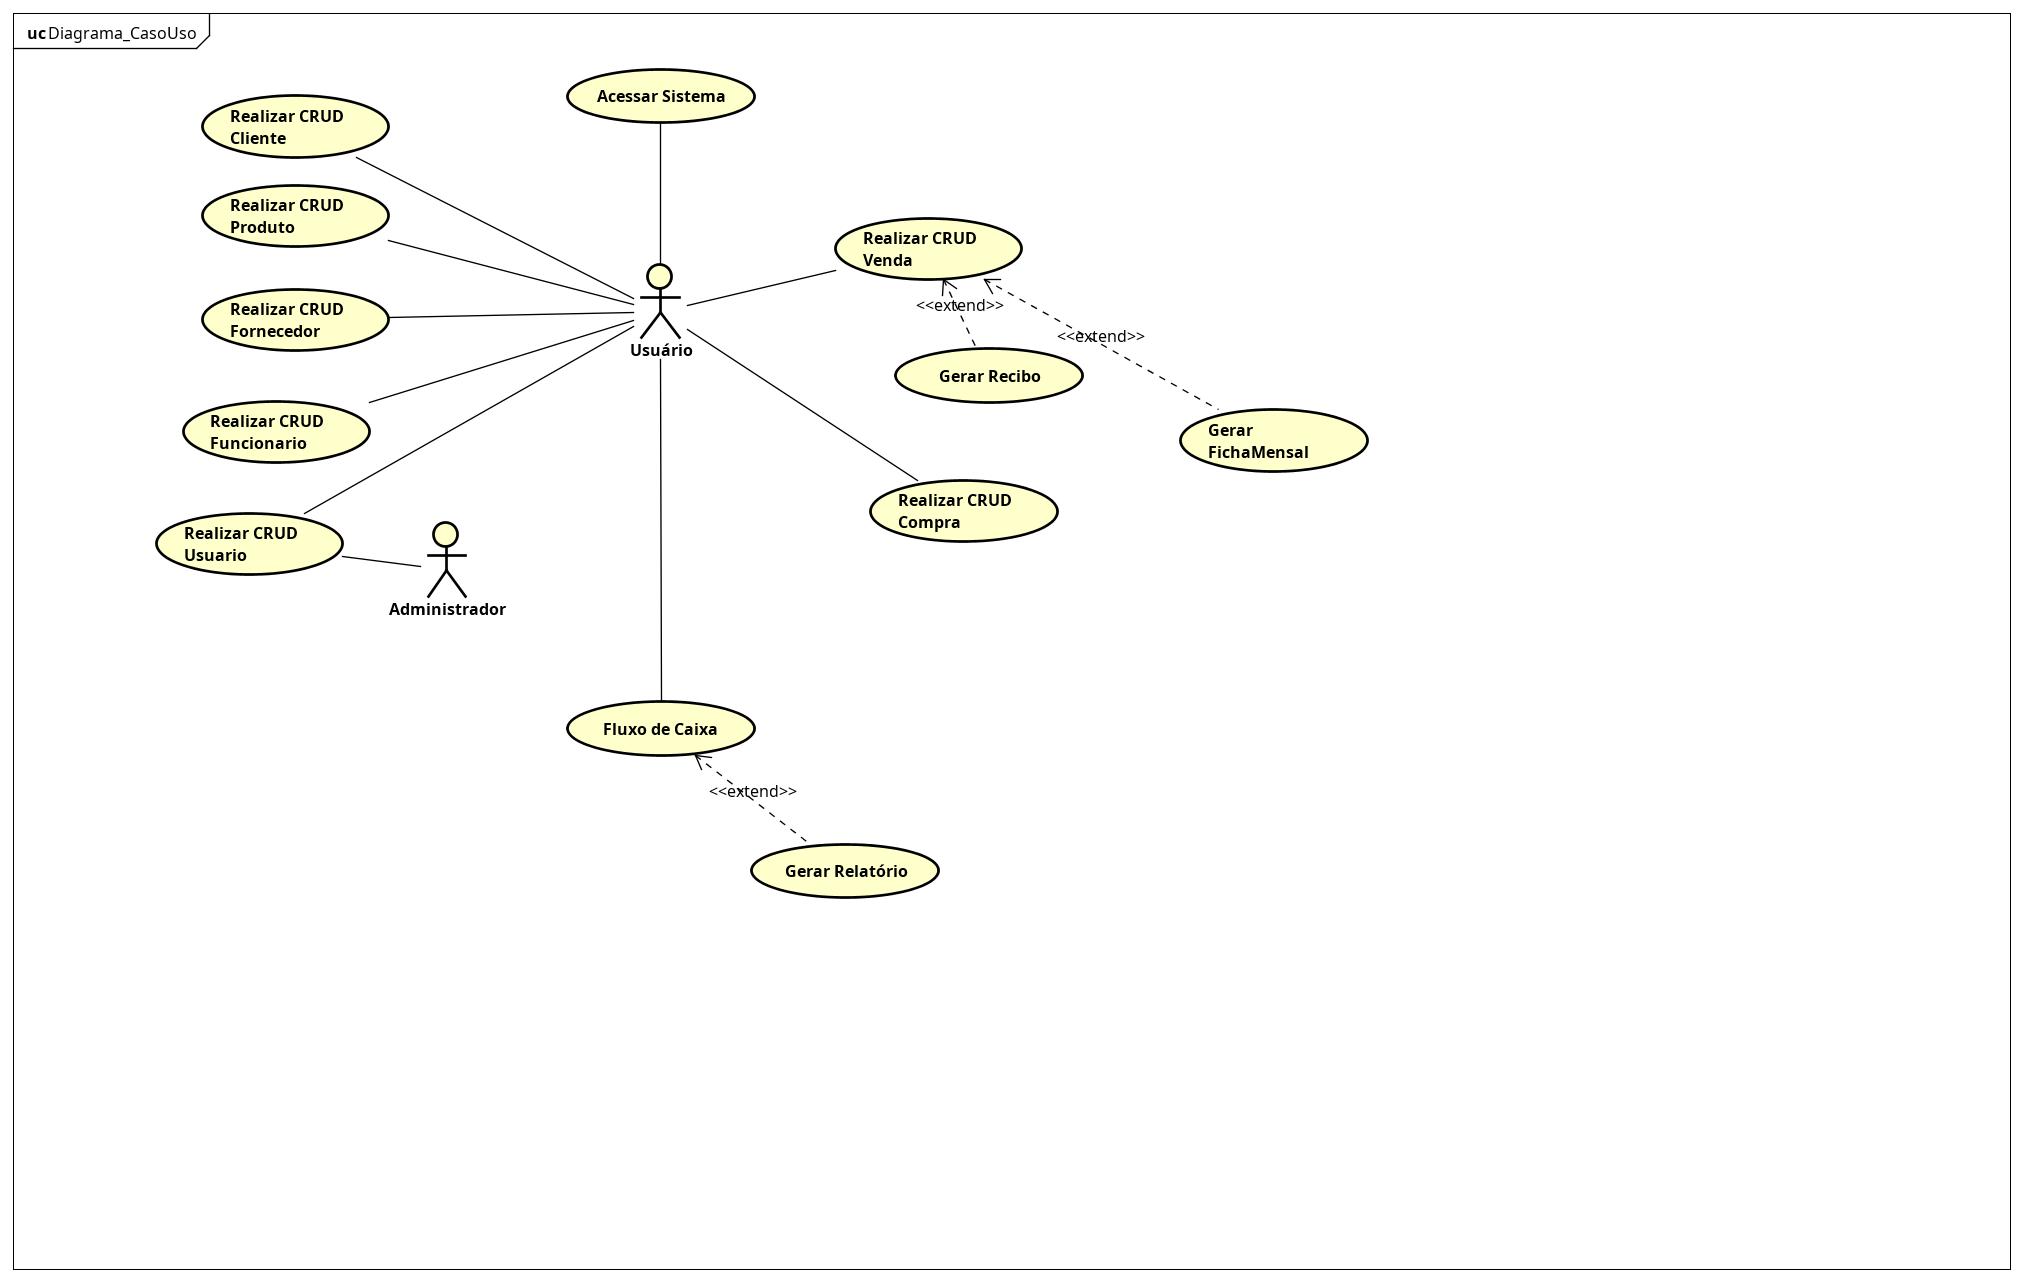 uc Diagrama_CasoUso
Acessar Sistema
Realizar CRUD
Cliente
Realizar CRUD
Produto
Realizar CRUD
Venda
Realizar CRUD
Fornecedor
<<extend>>
<<extend>>
Usuário
Gerar Recibo
Realizar CRUD
Funcionario
Gerar
FichaMensal
Realizar CRUD
Compra
Realizar CRUD
Usuario
Administrador
Fluxo de Caixa
<<extend>>
Gerar Relatório